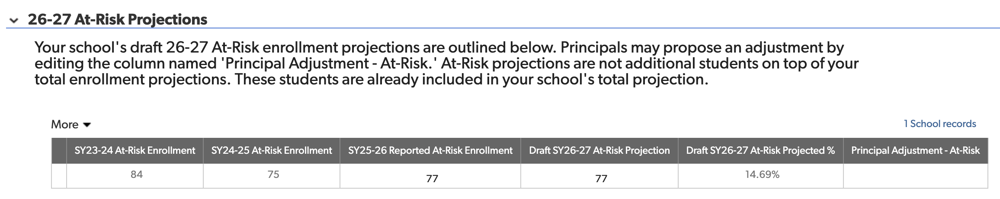 26-27 At-Risk Projections
Your school's draft 26-27 At-Risk enrollment projections are outlined below. Principals may propose an adjustment by
editing the column named 'Principal Adjustment - At-Risk.' At-Risk projections are not additional students on top of your
total enrollment projections. These students are already included in your school's total projection.
More
1 School records
SY23-24 At-Risk Enrollment SY24-25 At-Risk Enrollment SY25-26 Reported At-Risk Enrollment Draft SY26-27 At-Risk Projection Draft SY26-27 At-Risk Projected % Principal Adjustment - At-Risk
84 75 77 77 14.69%